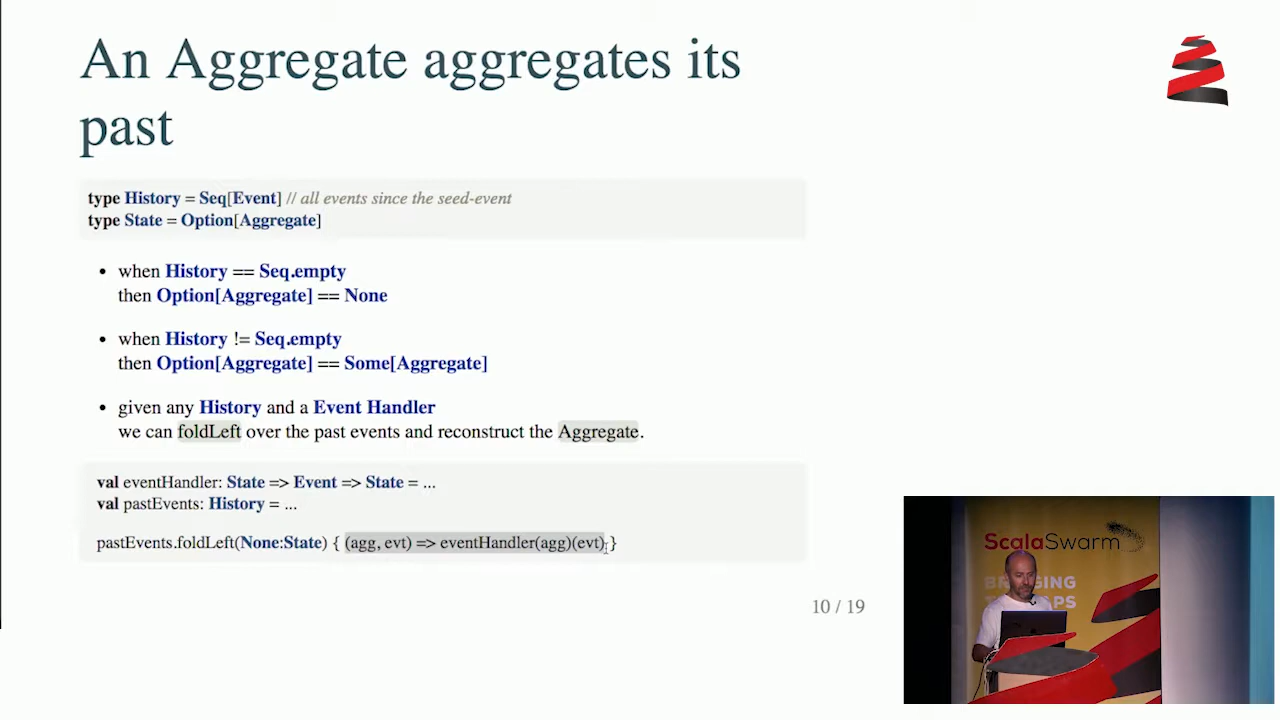 An Aggregate aggregates its
past
type History = Seq[Event] // all events since the seed-event
type State = Option[Aggregate]
• when History == Seq.empty
then Option[Aggregate] == None
• when History != Seq.empty
then Option[Aggregate] == Some[Aggregate]
• given any History and a Event Handler
we can foldLeft over the past events and reconstruct the Aggregate.
val eventHandler: State => Event => State = ...
val pastEvents: History = ...
pastEvents.foldLeft(None:State) { (agg, evt) => eventHandler(agg)(evt) }
10 / 19
ScalaSwarm